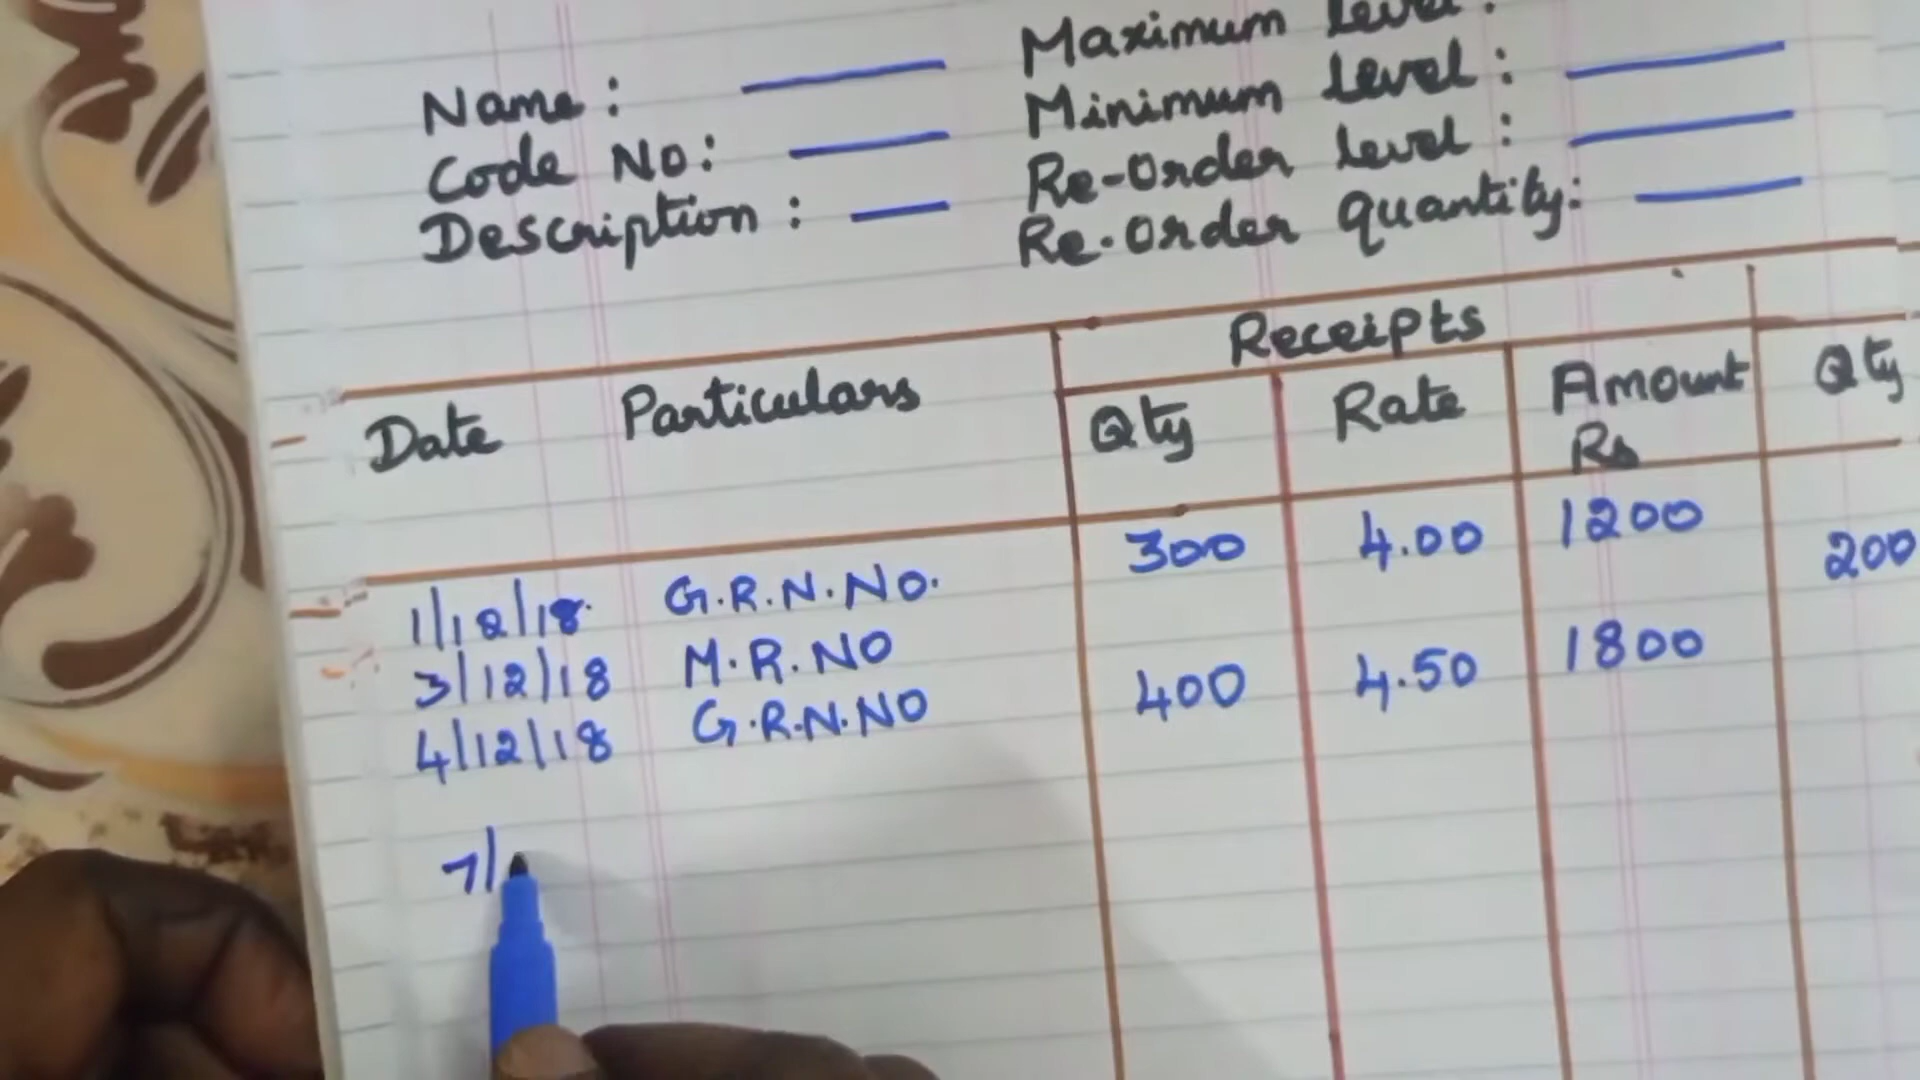 Maximum level:
Name : Minimum level :
Code No : Re-Order level :
Description : Re-Order quantity:
Receipts
Date Particulars Qty Rate Amount Rs Qty
1/12/18 G.R.N.No. 300 4.00 1200
3/12/18 M.R.NO 200
4/12/18 G.R.N.NO 400 4.50 1800
7/